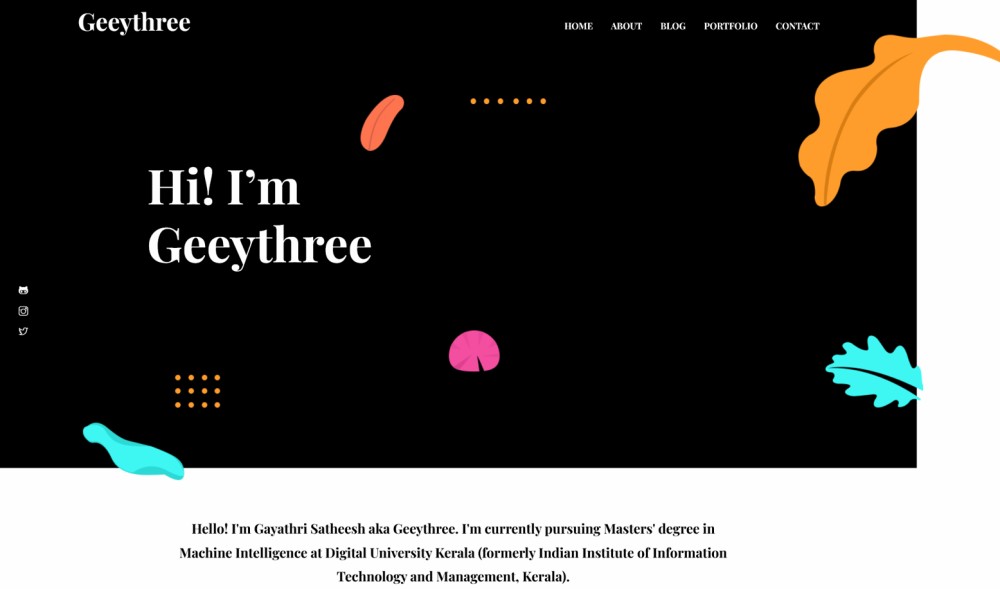 Geeythree
HOME ABOUT BLOG PORTFOLIO CONTACT
Hi! I’m
Geeythree
Hello! I'm Gayathri Satheesh aka Geeythree. I'm currently pursuing Masters' degree in
Machine Intelligence at Digital University Kerala (formerly Indian Institute of Information
Technology and Management, Kerala).